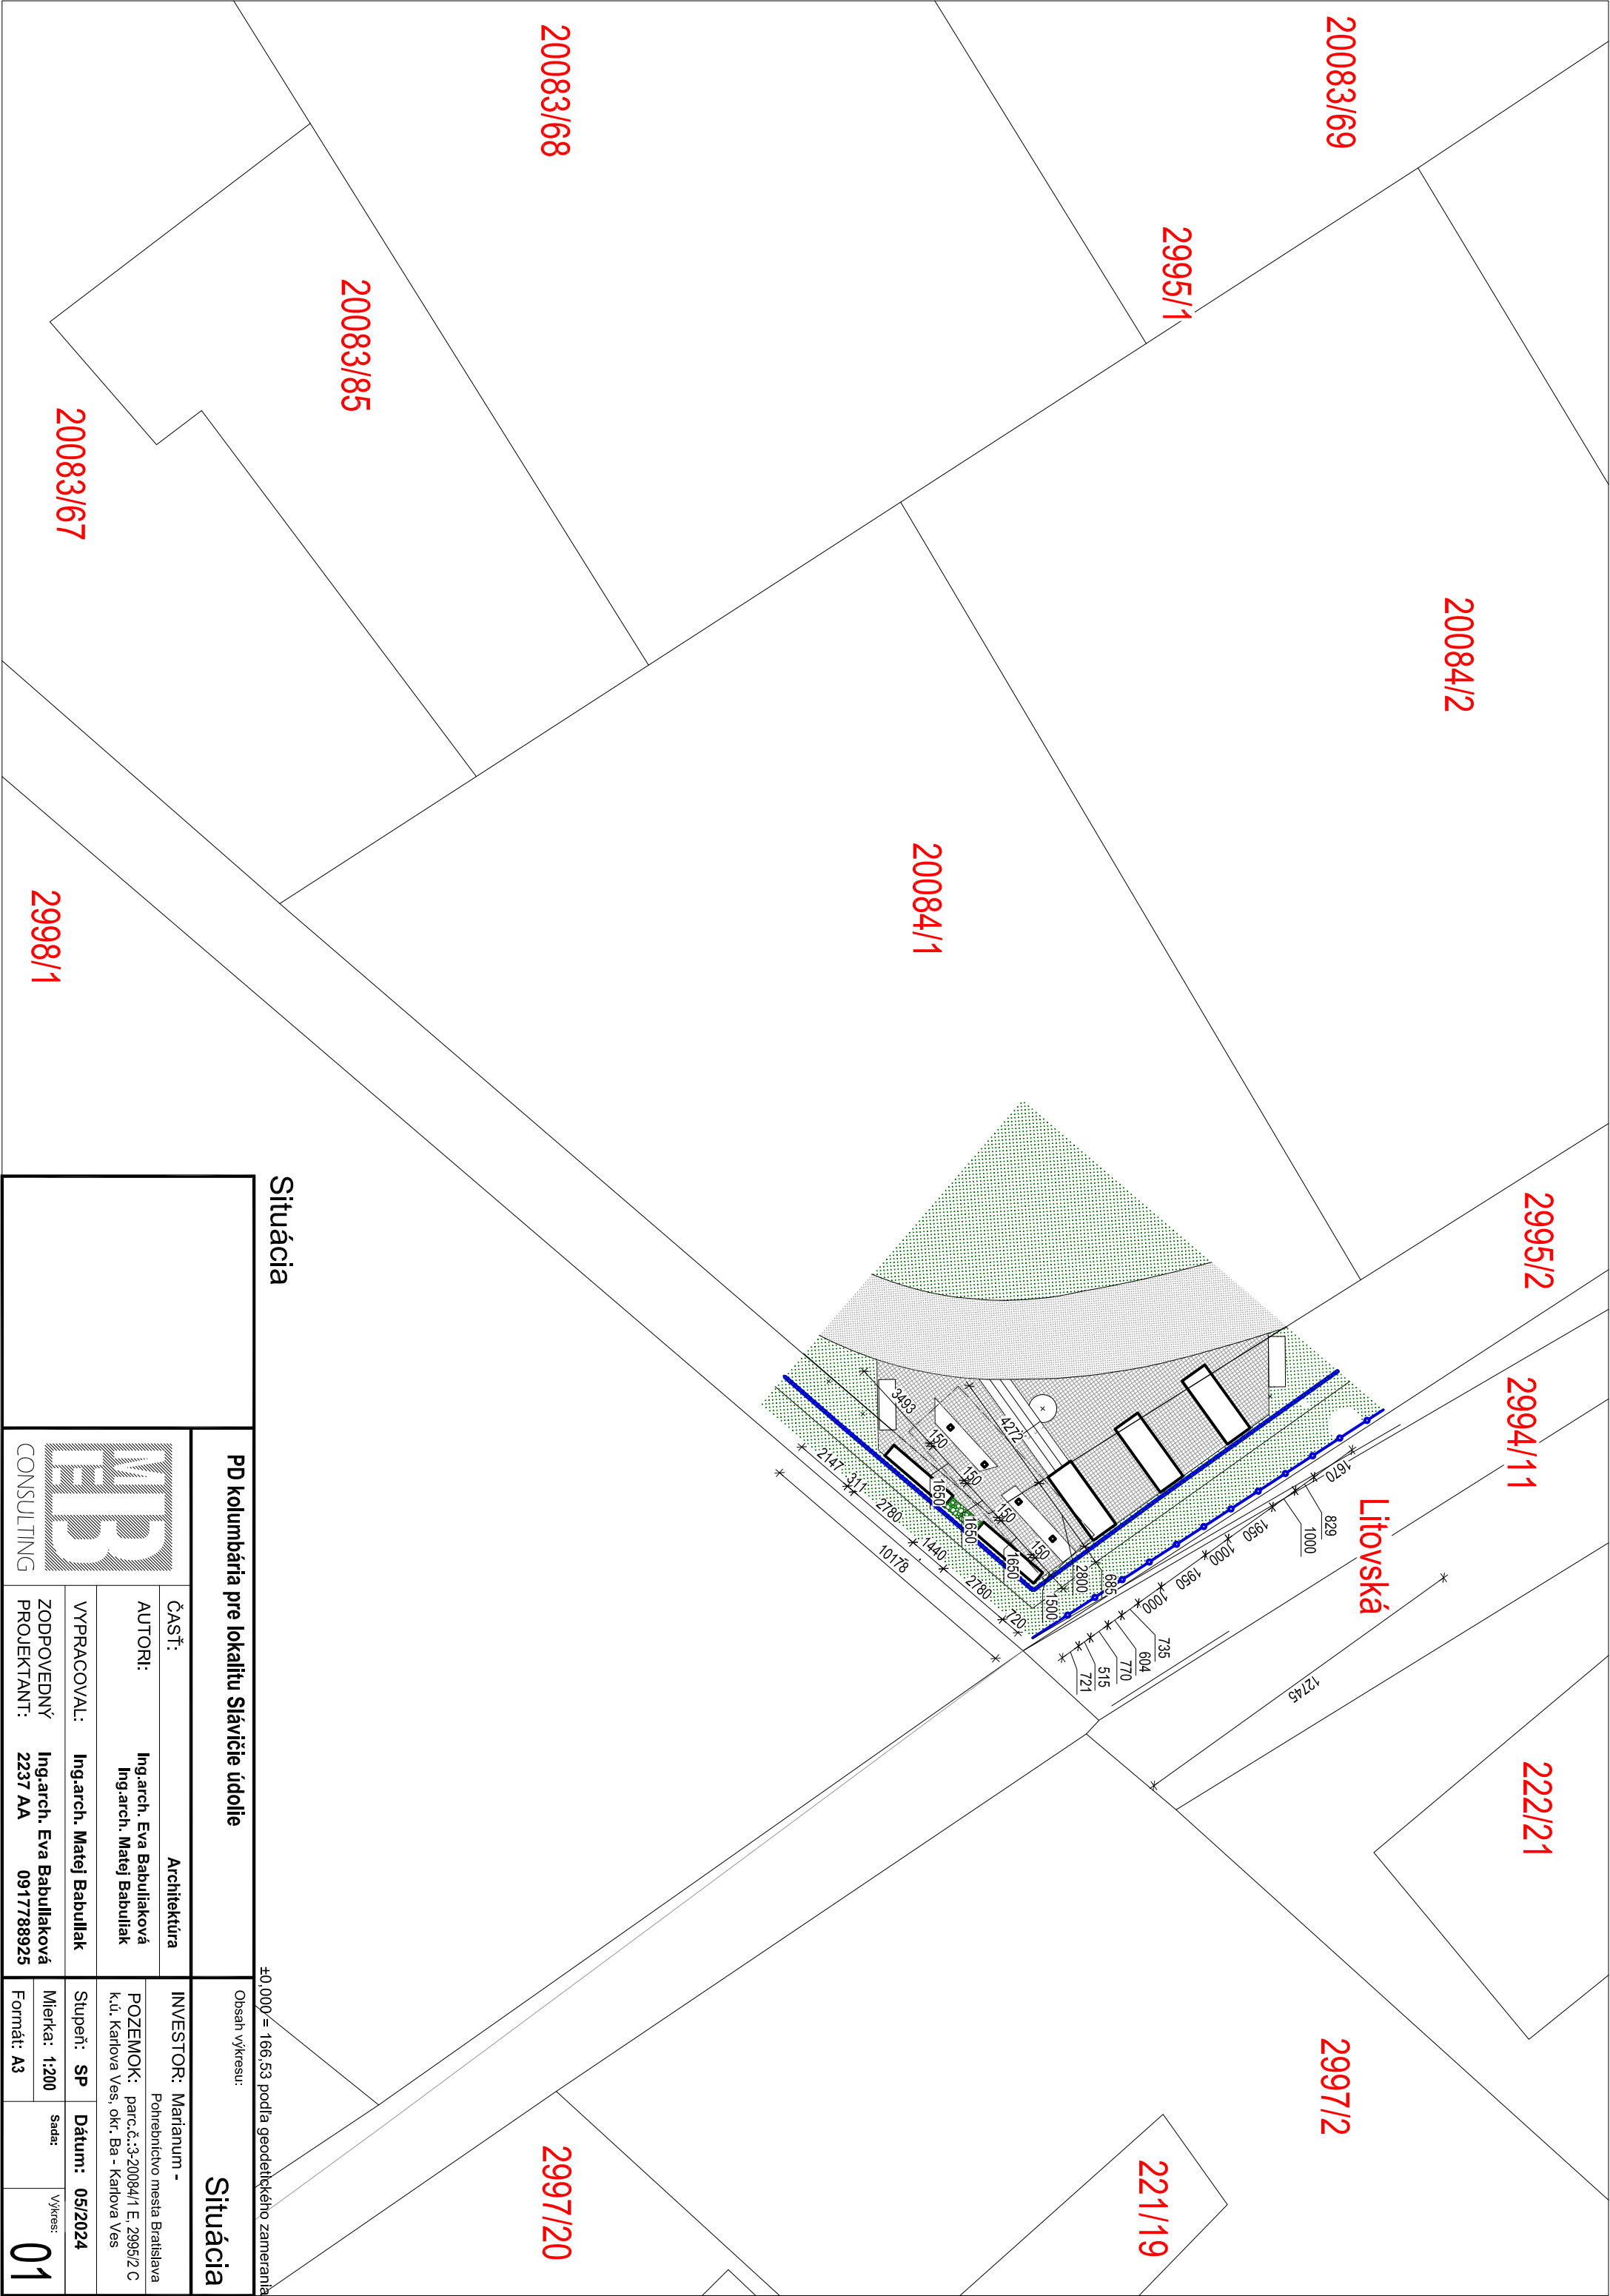 20083/69
20083/68
2995/1
20083/85
20083/67
20084/2
20084/1
2998/1
2995/2
2994/11
Litovská
222/21
2997/2
221/19
2997/20
1670
829
1000
1950
1000
1950
1000
735
604
770
515
721
12745
685
2800
1500
4272
3493
150
150
150
150
1650
1650
1650
2147
311
2780
1440
2780
720
10178
Situácia
±0,000 = 166,53 podľa geodetického zamerania
PD kolumbária pre lokalitu Slávičie údolie
Obsah výkresu:
Situácia
MEB
CONSULTING
ČASŤ: Architektúra
AUTORI: Ing.arch. Eva Babuliaková
Ing.arch. Matej Babuliak
VYPRACOVAL: Ing.arch. Matej Babuliak
ZODPOVEDNÝ Ing.arch. Eva Babuliaková
PROJEKTANT: 2237 AA 0917788925
INVESTOR: Marianum -
Pohrebníctvo mesta Bratislava
POZEMOK: parc.č.:3-20084/1 E, 2995/2 C
k.ú. Karlova Ves, okr. Ba - Karlova Ves
Stupeň: SP Dátum: 05/2024
Mierka: 1:200
Formát: A3
Sada:
Výkres:
01